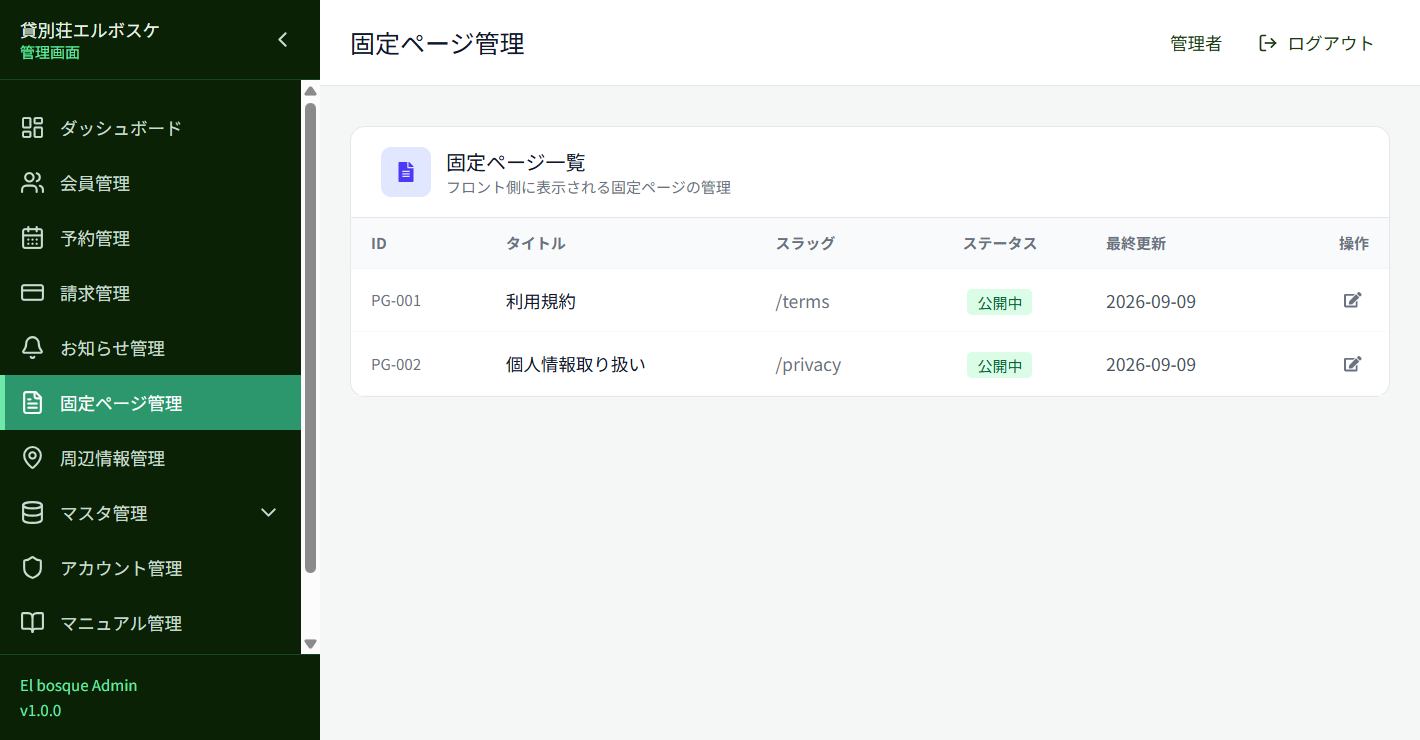 貸別荘エルボスケ
管理画面
ダッシュボード
会員管理
予約管理
請求管理
お知らせ管理
固定ページ管理
周辺情報管理
マスタ管理
アカウント管理
マニュアル管理
El bosque Admin
v1.0.0
固定ページ管理
管理者 ログアウト
固定ページ一覧
フロント側に表示される固定ページの管理
ID タイトル スラッグ ステータス 最終更新 操作
PG-001 利用規約 /terms 公開中 2026-09-09
PG-002 個人情報取り扱い /privacy 公開中 2026-09-09